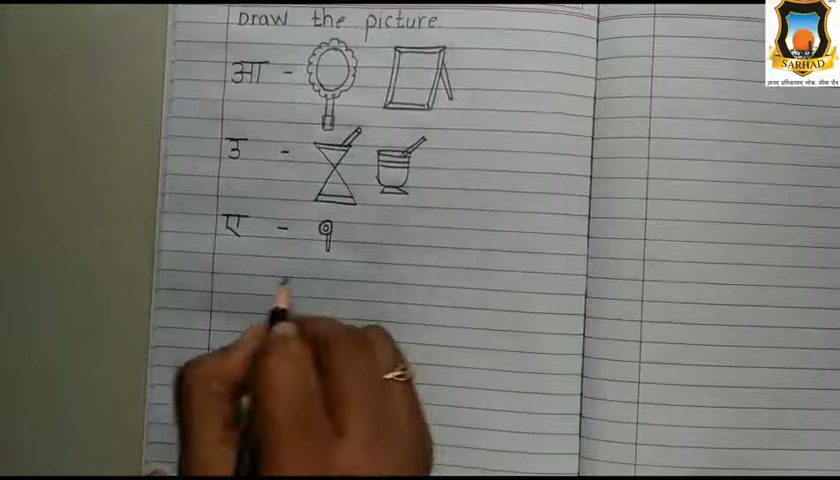 Draw the picture.
आ -
उ -
ए - १
SARHAD